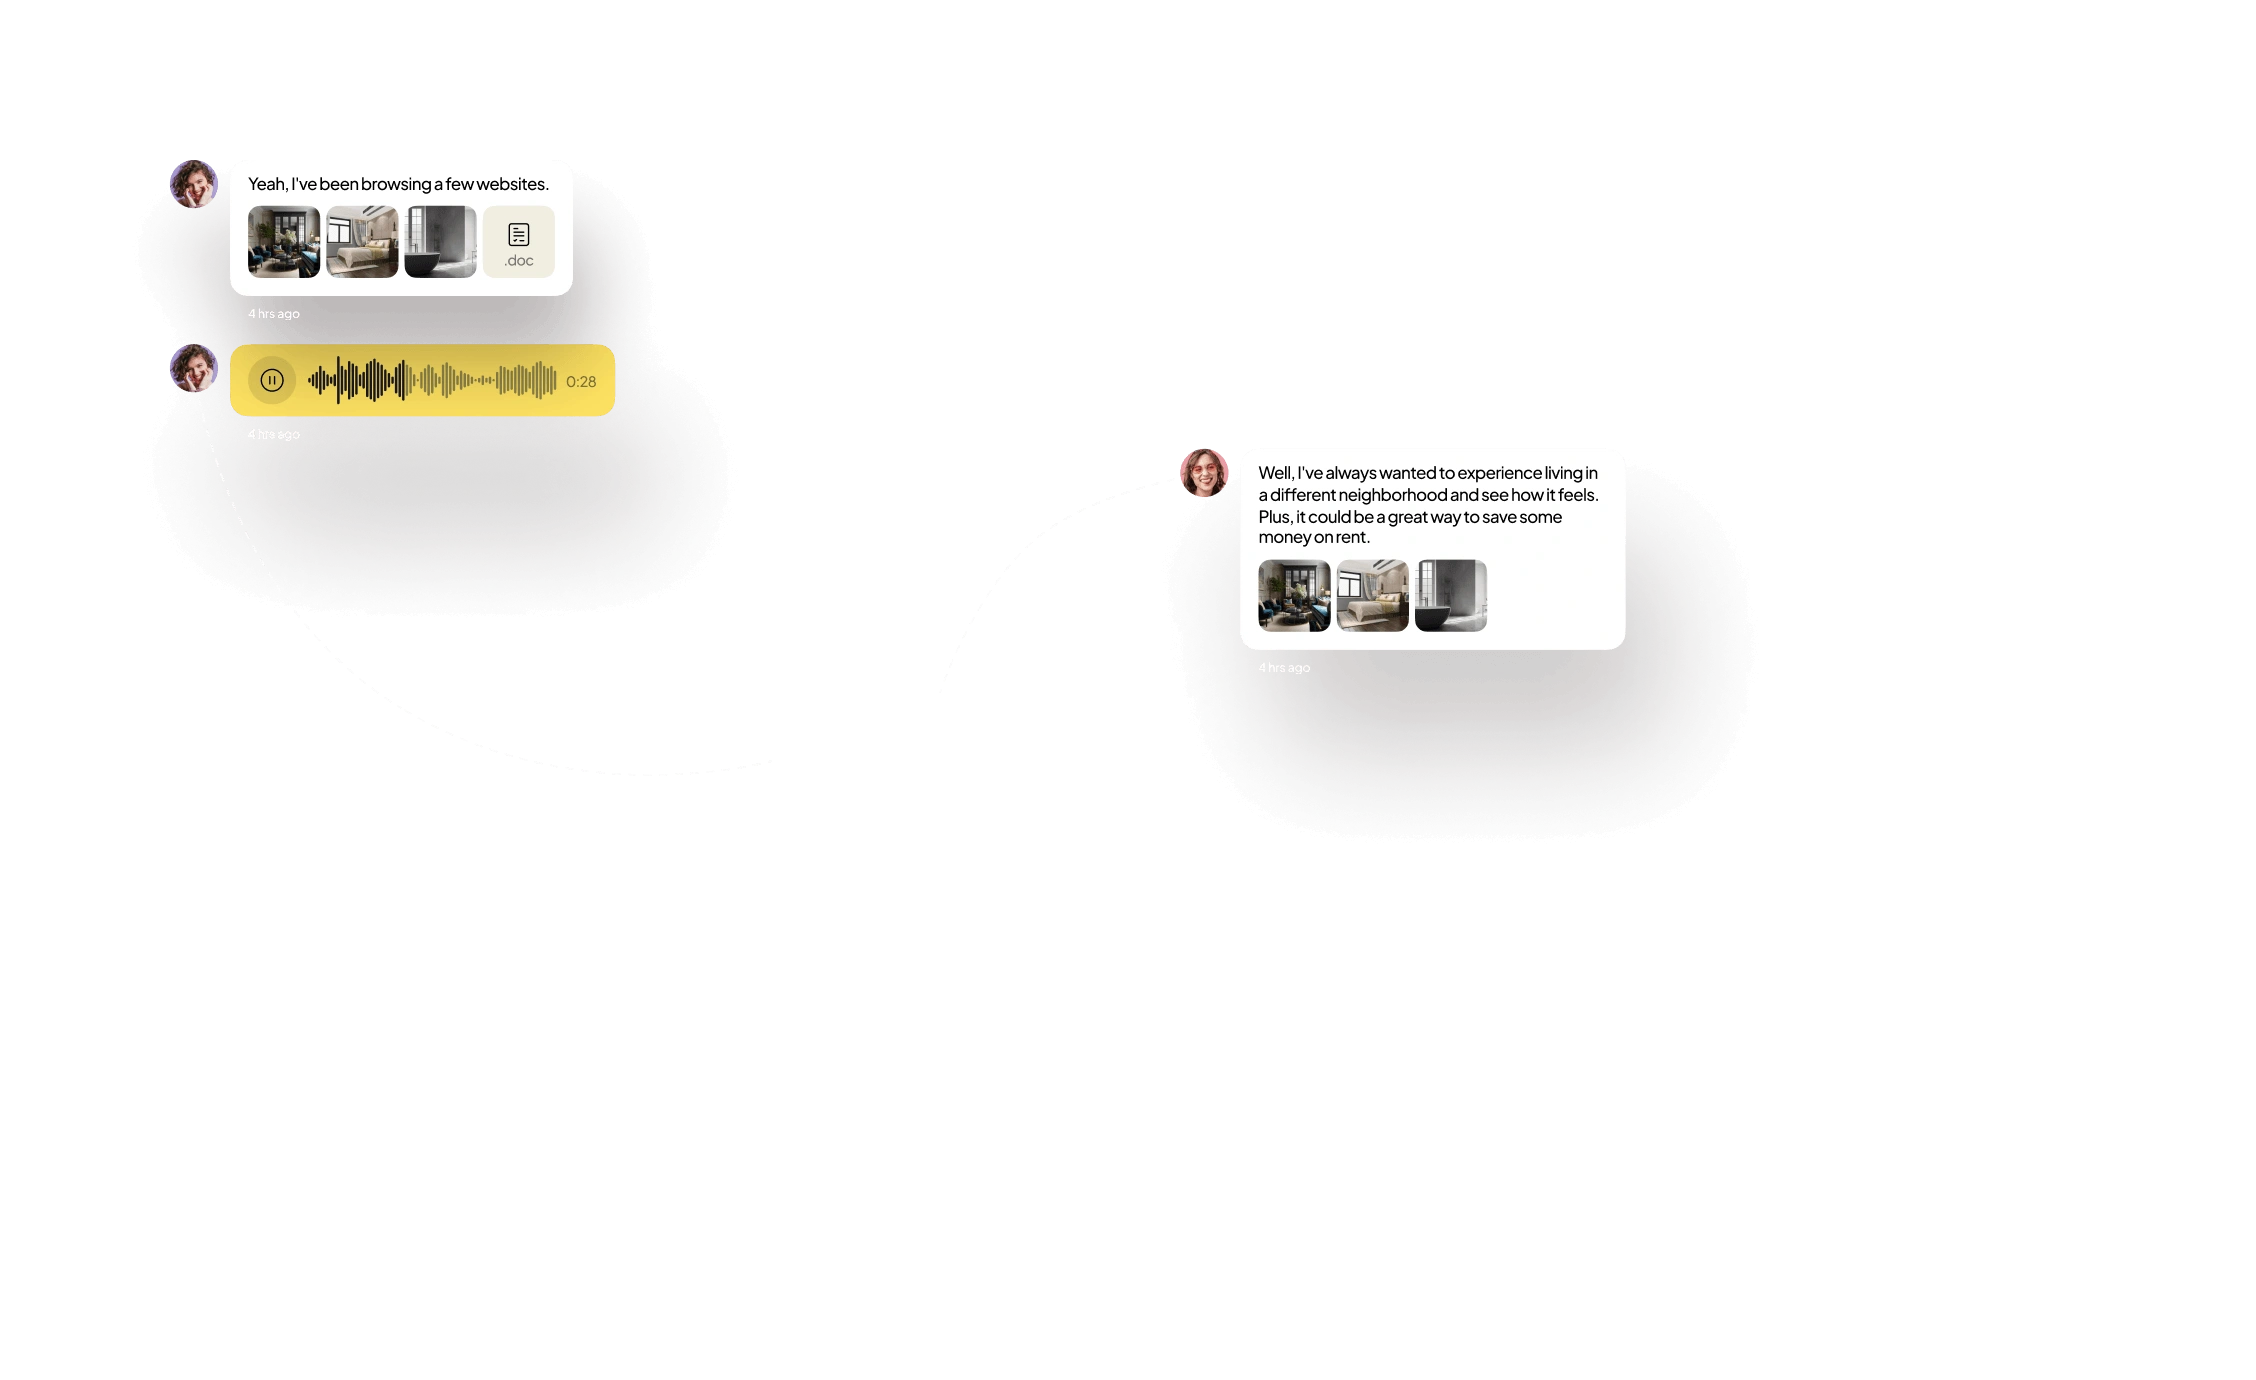 Yeah, I've been browsing a few websites.
.doc
4 hrs ago
0:28
4 hrs ago
Well, I've always wanted to experience living in
a different neighborhood and see how it feels.
Plus, it could be a great way to save some
money on rent.
4 hrs ago